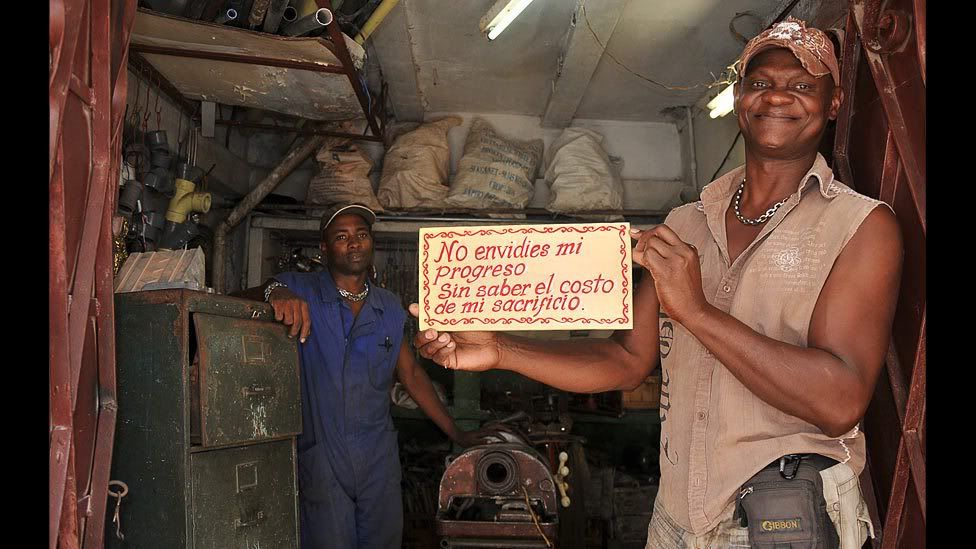 No envidies mi
progreso
Sin saber el costo
de mi sacrificio.
GIBBON